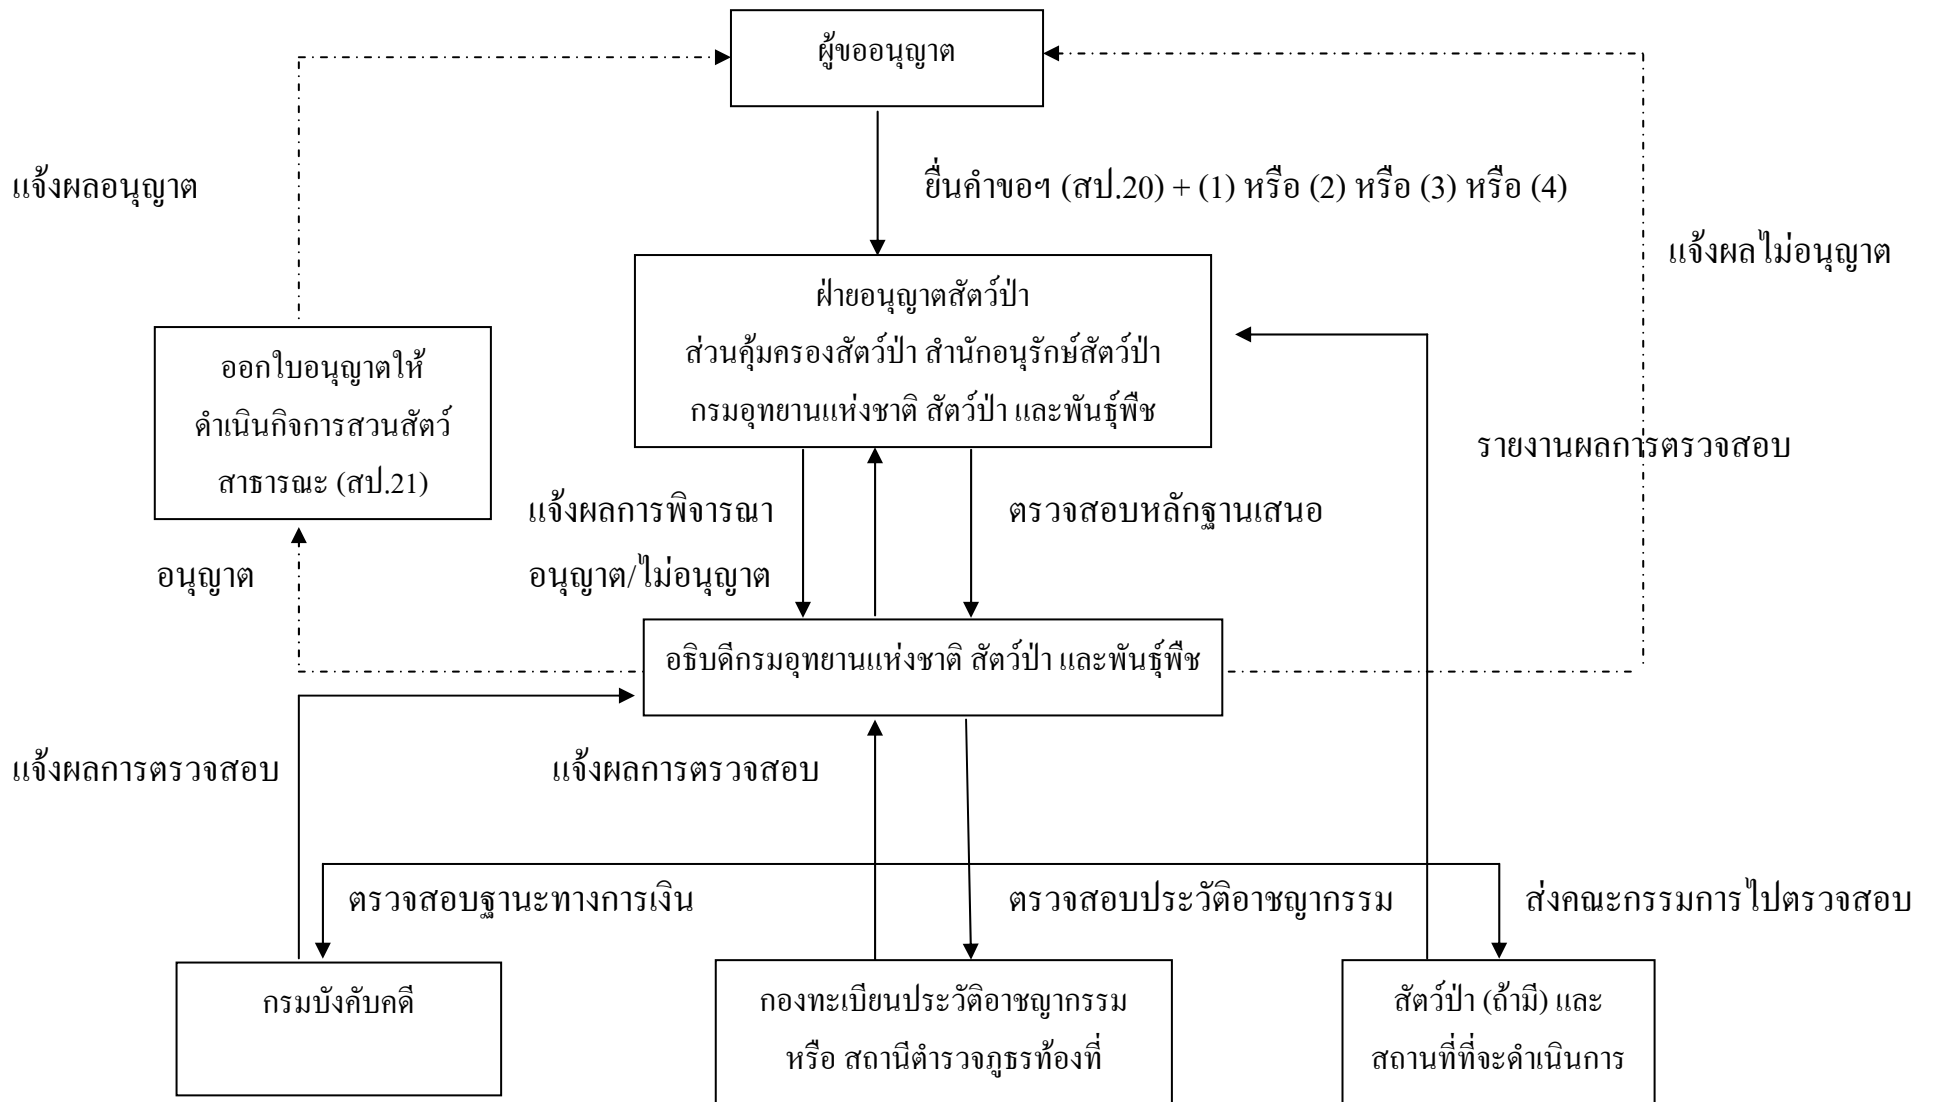 ผู้ขออนุญาต
แจ้งผลอนุญาต
ยื่นคำขอฯ (สป.20) + (1) หรือ (2) หรือ (3) หรือ (4)
แจ้งผลไม่อนุญาต
ฝ่ายอนุญาตสัตว์ป่า
ส่วนคุ้มครองสัตว์ป่า สำนักอนุรักษ์สัตว์ป่า
กรมอุทยานแห่งชาติ สัตว์ป่า และพันธุ์พืช
ออกใบอนุญาตให้
ดำเนินกิจการสวนสัตว์
สาธารณะ (สป.21)
รายงานผลการตรวจสอบ
แจ้งผลการพิจารณา
อนุญาต/ไม่อนุญาต
ตรวจสอบหลักฐานเสนอ
อนุญาต
อธิบดีกรมอุทยานแห่งชาติ สัตว์ป่า และพันธุ์พืช
แจ้งผลการตรวจสอบ
แจ้งผลการตรวจสอบ
ตรวจสอบฐานะทางการเงิน
ตรวจสอบประวัติอาชญากรรม
ส่งคณะกรรมการไปตรวจสอบ
กรมบังคับคดี
กองทะเบียนประวัติอาชญากรรม
หรือ สถานีตำรวจภูธรท้องที่
สัตว์ป่า (ถ้ามี) และ
สถานที่ที่จะดำเนินการ